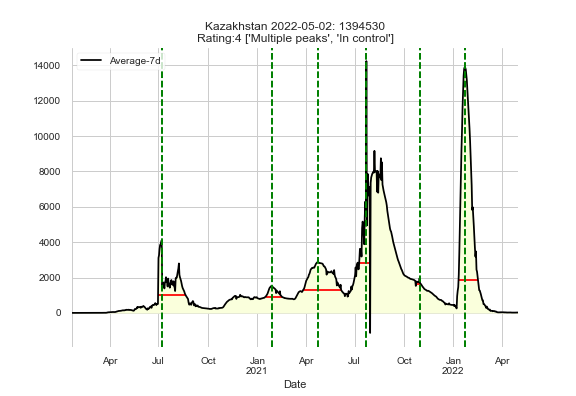 Kazakhstan 2022-05-02: 1394530
Rating:4 ['Multiple peaks', 'In control']
Average-7d
14000
12000
10000
8000
6000
4000
2000
0
Apr Jul Oct Jan Apr Jul Oct Jan Apr
2021 2022
Date